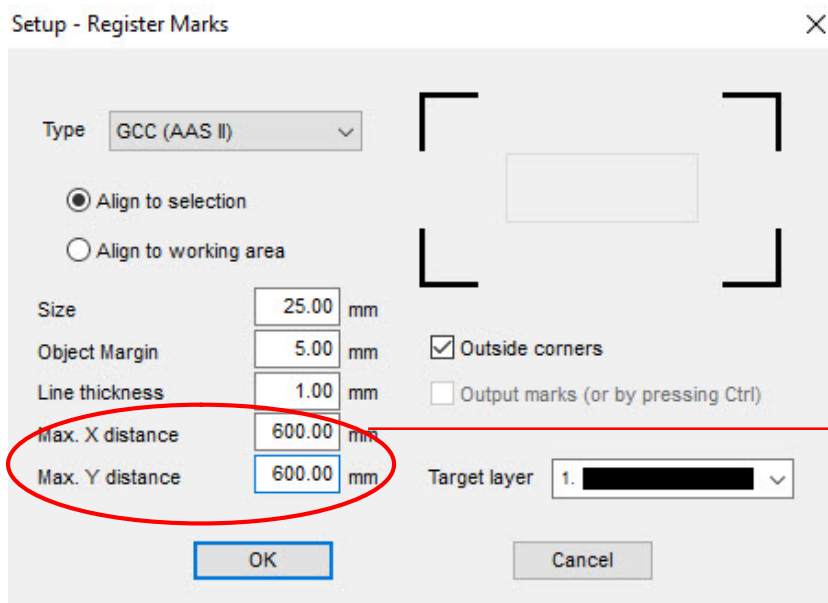 Setup - Register Marks
Type GCC (AAS II)
Align to selection
Align to working area
Size 25.00 mm
Object Margin 5.00 mm
Outside corners
Line thickness 1.00 mm
Output marks (or by pressing Ctrl)
Max. X distance 600.00 mm
Max. Y distance 600.00 mm
Target layer 1.
OK
Cancel